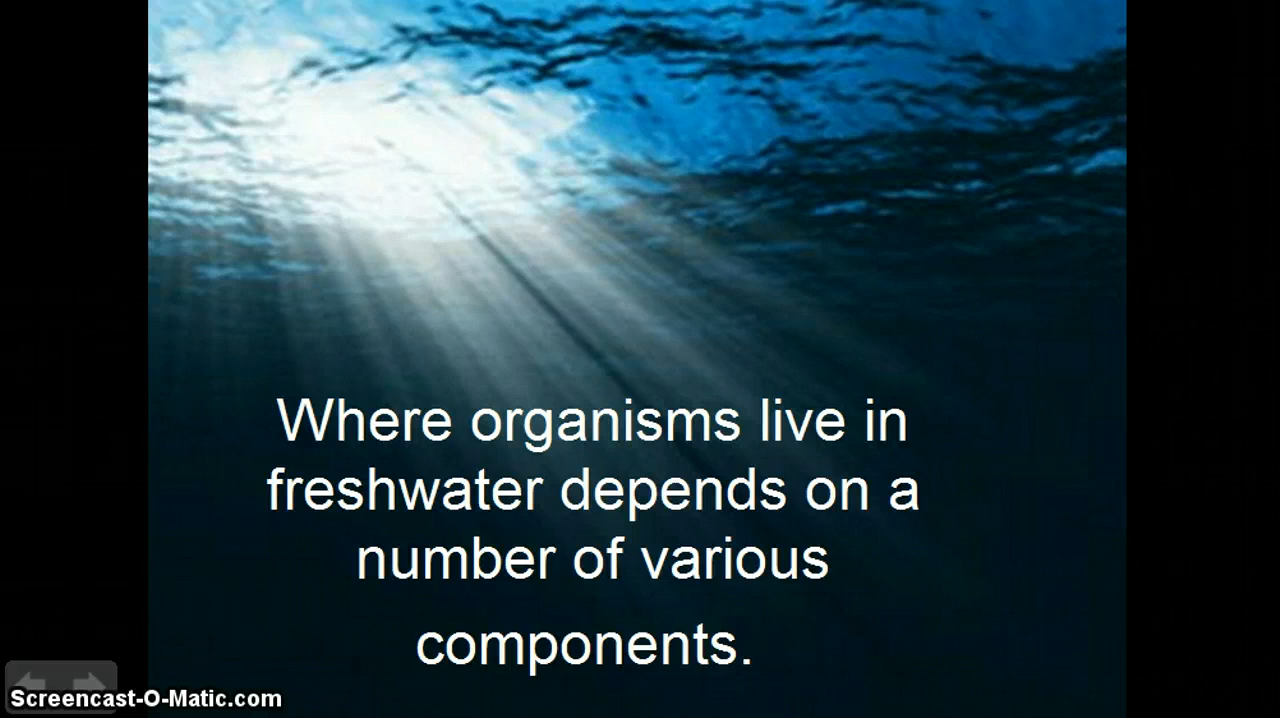 Where organisms live in
freshwater depends on a
number of various
components.
Screencast-O-Matic.com